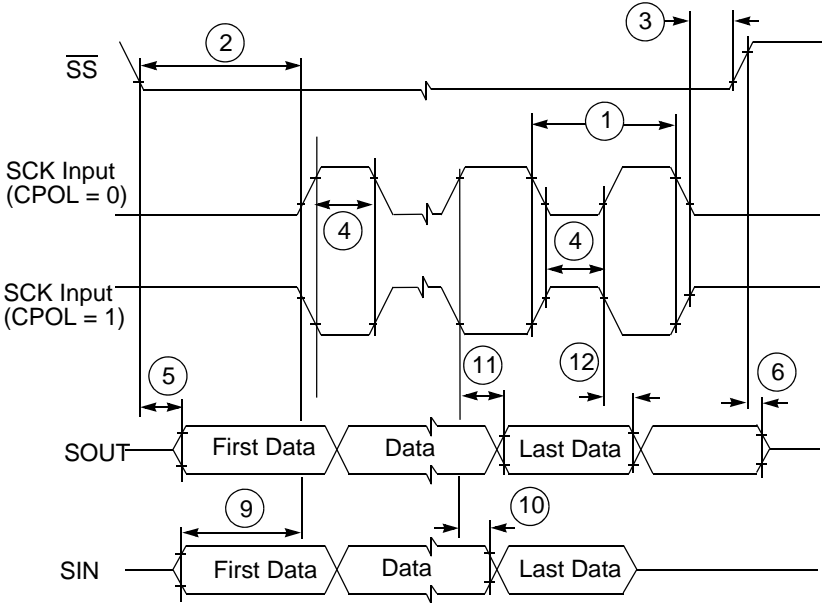 3
2
SS
1
SCK Input
(CPOL = 0)
4
4
SCK Input
(CPOL = 1)
5
11
12
6
SOUT
First Data
Data
Last Data
9
10
SIN
First Data
Data
Last Data